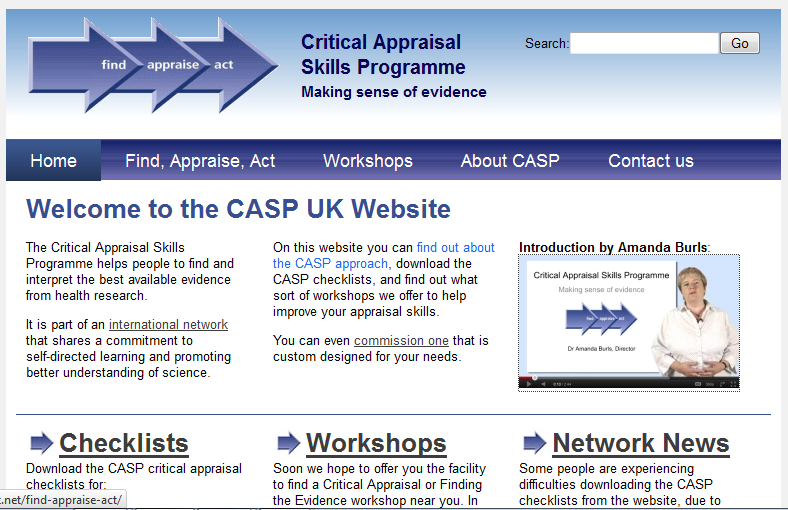 find appraise act
Critical Appraisal
Skills Programme
Making sense of evidence
Search:
Go
Home
Find, Appraise, Act
Workshops
About CASP
Contact us
Welcome to the CASP UK Website
The Critical Appraisal Skills
Programme helps people to find and
interpret the best available evidence
from health research.
It is part of an international network
that shares a commitment to
self-directed learning and promoting
better understanding of science.
On this website you can find out about
the CASP approach, download the
CASP checklists, and find out what
sort of workshops we offer to help
improve your appraisal skills.
You can even commission one that is
custom designed for your needs.
Introduction by Amanda Burls:
Critical Appraisal Skills Programme
Making sense of evidence
find appraise act
Dr Amanda Burls, Director
Checklists
Download the CASP critical appraisal
checklists for:
.net/find-appraise-act/
Workshops
Soon we hope to offer you the facility
to find a Critical Appraisal or Finding
the Evidence workshop near you. In
Network News
Some people are experiencing
difficulties downloading the CASP
checklists from the website, due to